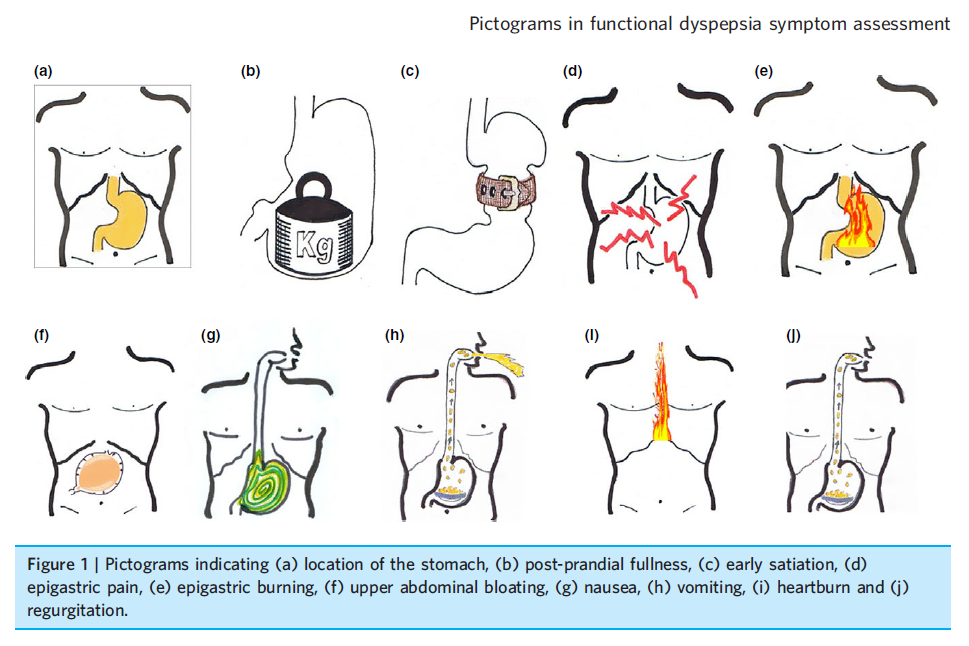 Pictograms in functional dyspepsia symptom assessment
(a) (b) (c) (d) (e)
Kg
(f) (g) (h) (I) (j)
Figure 1 | Pictograms indicating (a) location of the stomach, (b) post-prandial fullness, (c) early satiation, (d)
epigastric pain, (e) epigastric burning, (f) upper abdominal bloating, (g) nausea, (h) vomiting, (i) heartburn and (j)
regurgitation.